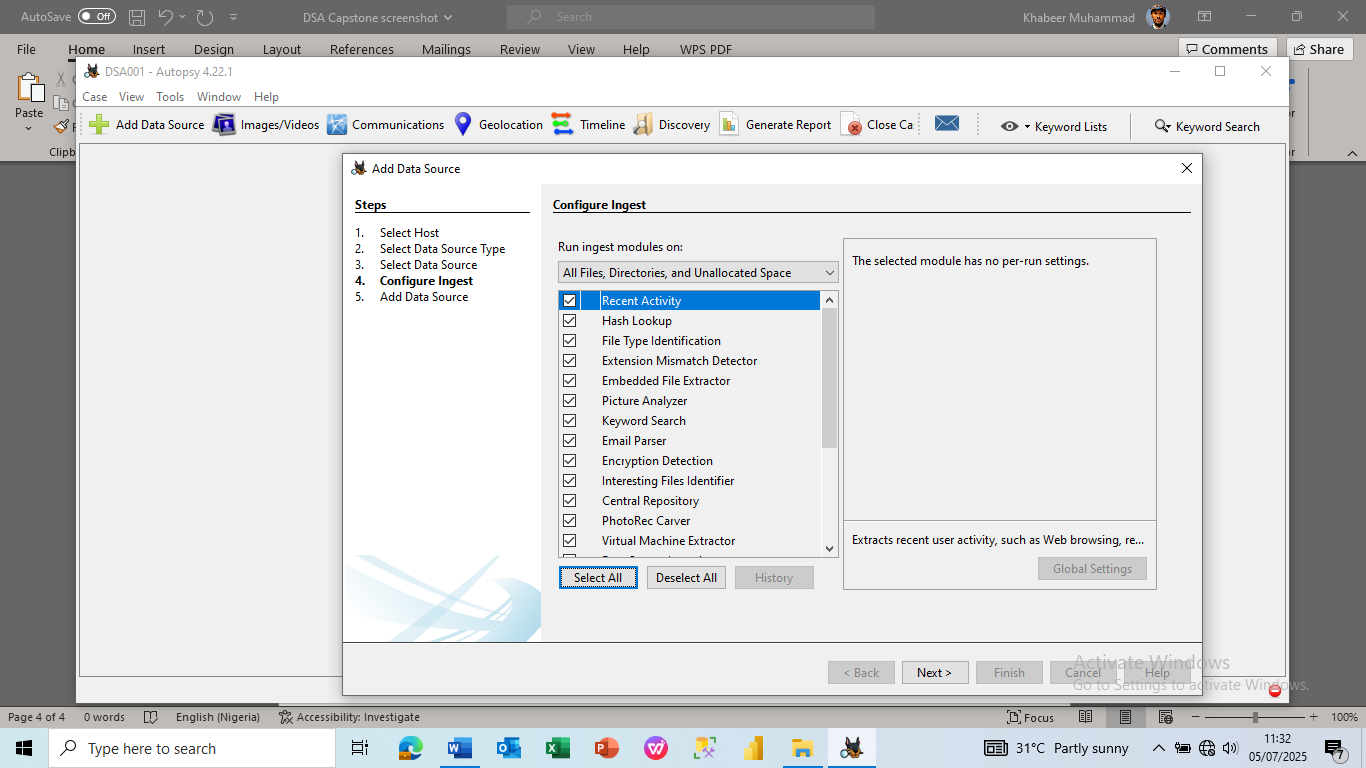 AutoSave Off DSA Capstone screenshot Search Khabeer Muhammad
File Home Insert Design Layout References Mailings Review View Help WPS PDF Comments Share
DSA001 - Autopsy 4.22.1
Case View Tools Window Help
Paste
Add Data Source Images/Videos Communications Geolocation Timeline Discovery Generate Report Close Ca Keyword Lists Keyword Search
Clipb
Add Data Source
Steps
1. Select Host
2. Select Data Source Type
3. Select Data Source
4. Configure Ingest
5. Add Data Source
Configure Ingest
Run ingest modules on:
All Files, Directories, and Unallocated Space
Recent Activity
Hash Lookup
File Type Identification
Extension Mismatch Detector
Embedded File Extractor
Picture Analyzer
Keyword Search
Email Parser
Encryption Detection
Interesting Files Identifier
Central Repository
PhotoRec Carver
Virtual Machine Extractor
Select All Deselect All History
The selected module has no per-run settings.
Extracts recent user activity, such as Web browsing, re...
Global Settings
< Back Next > Finish Cancel Help
Activate Windows
Go to Settings to activate Windows.
Page 4 of 4 0 words English (Nigeria) Accessibility: Investigate Focus 100%
Type here to search 31°C Partly sunny 11:32
05/07/2025 7